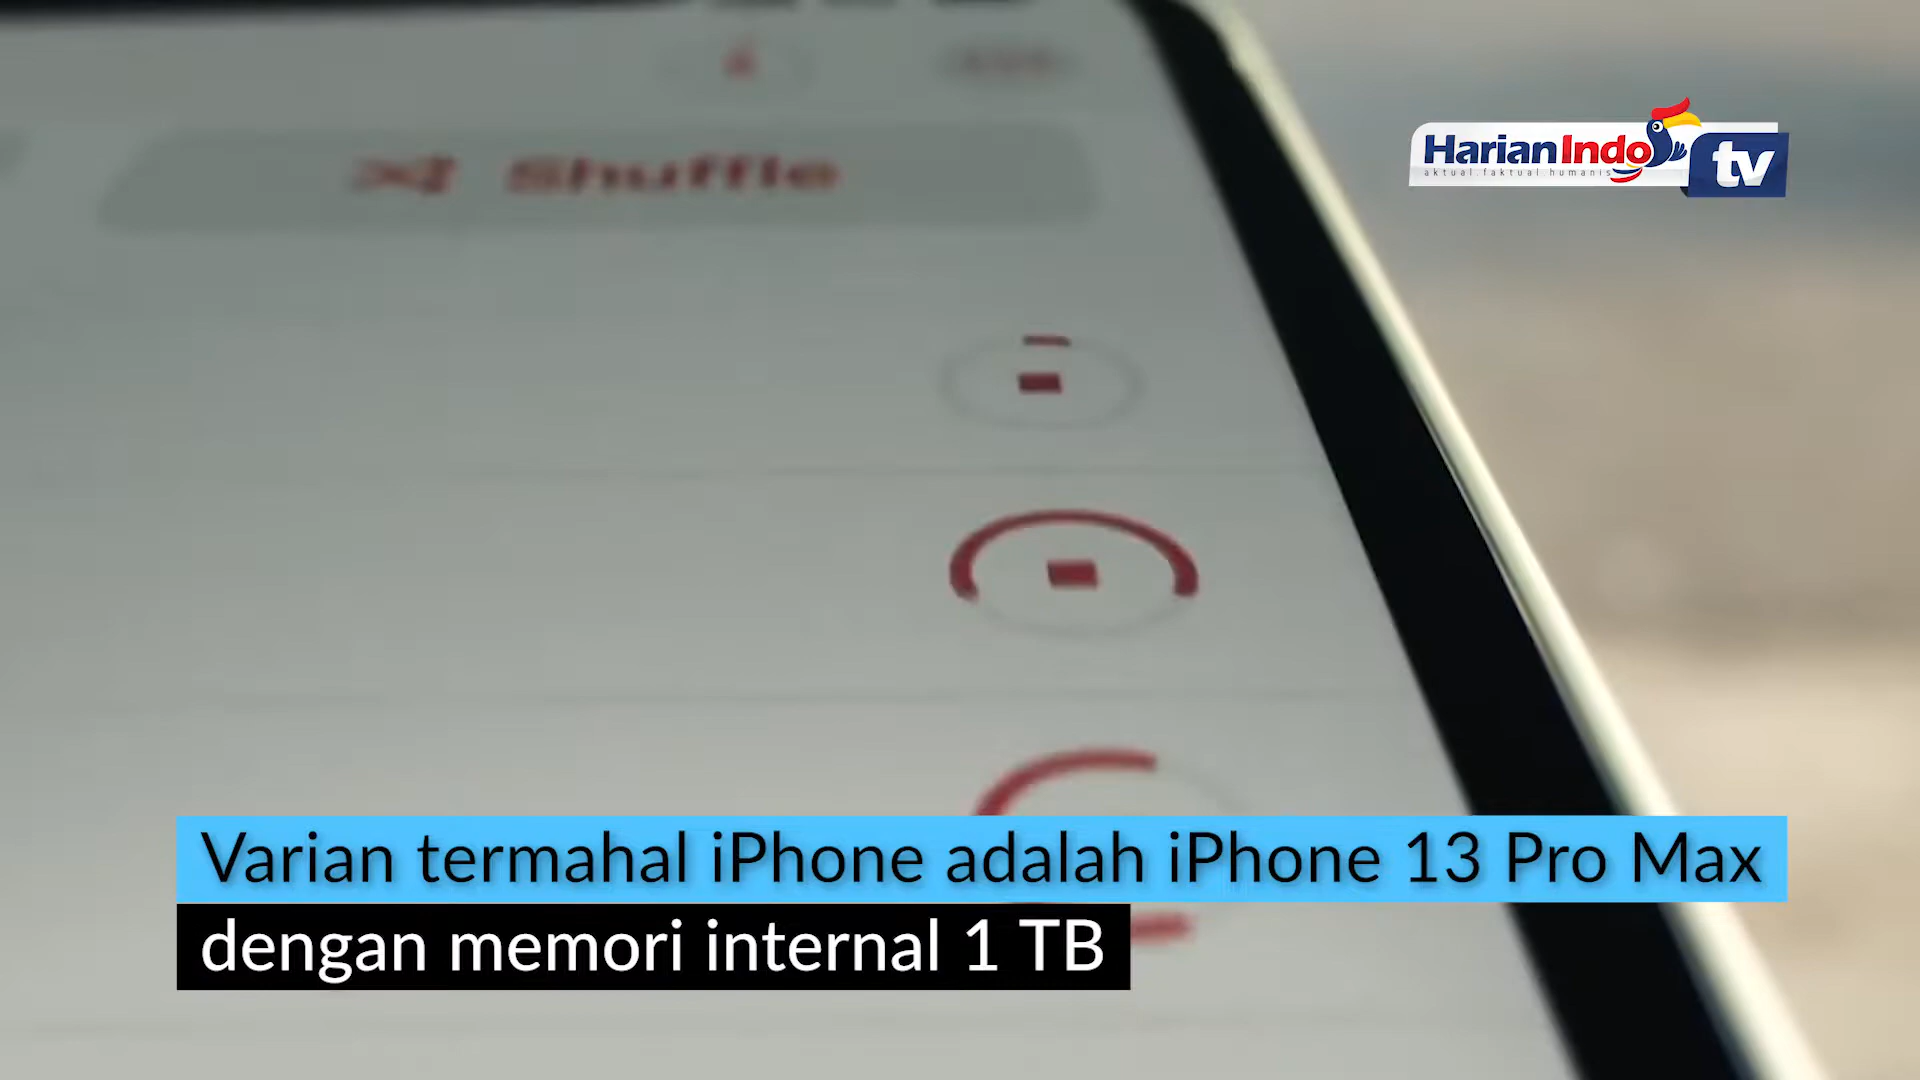 Shuffle
HarianIndo
aktual.faktual.humanis
tv
Varian termahal iPhone adalah iPhone 13 Pro Max
dengan memori internal 1 TB